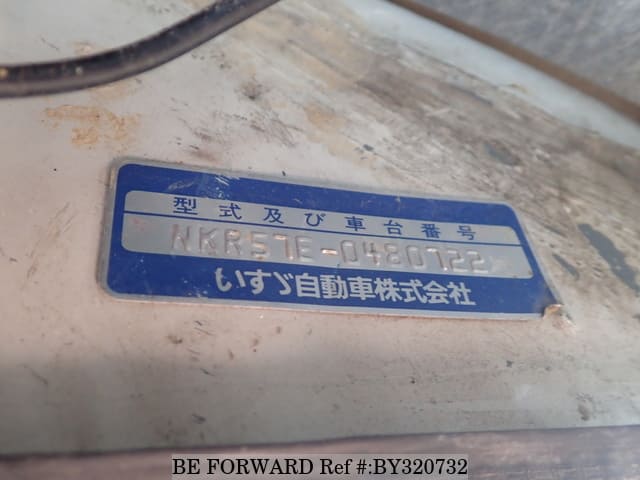 型式及び車台番号
NKR57E-0480722
いすゞ自動車株式会社
BE FORWARD Ref #:BY320732